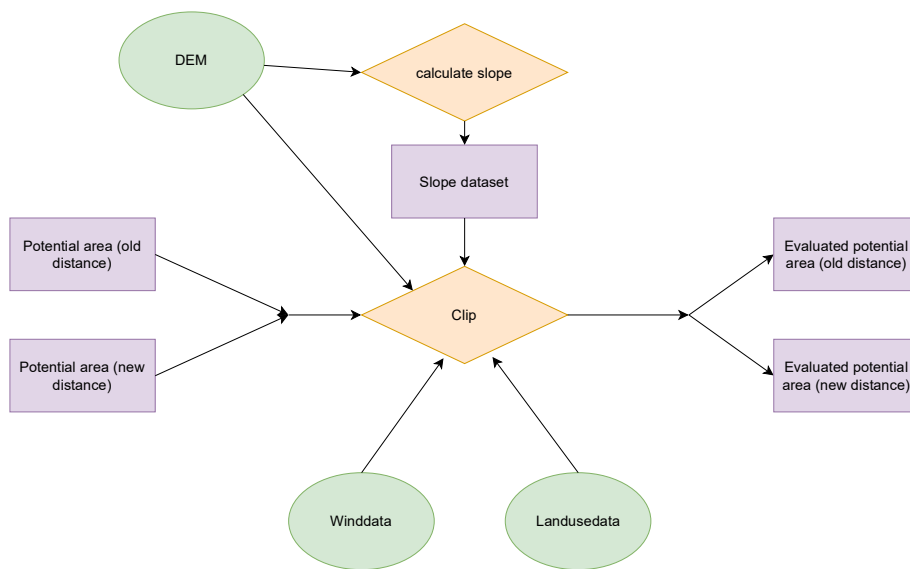 DEM
calculate slope
Slope dataset
Potential area (old
distance)
Evaluated potential
area (old distance)
Clip
Potential area (new
distance)
Evaluated potential
area (new distance)
Winddata
Landusedata